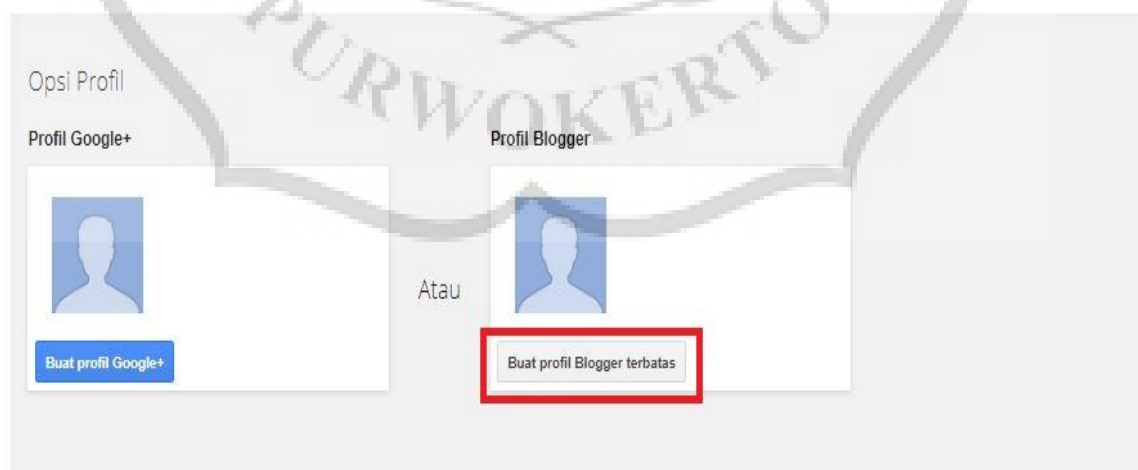 PURWOKERTO
Opsi Profil
Profil Google+
Profil Blogger
Atau
Buat profil Google+
Buat profil Blogger terbatas